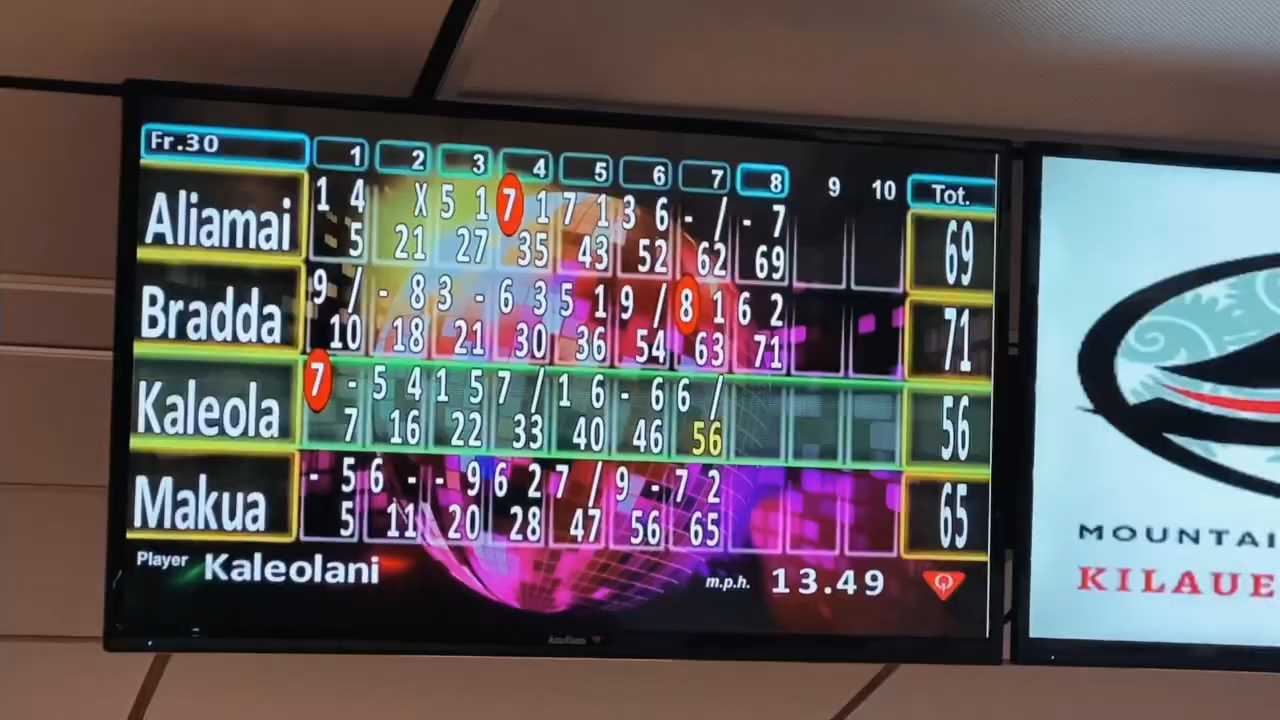 Fr.30 1 2 3 4 5 6 7 8 9 10 Tot.
Aliamai 1 4 X 5 1 7 1 7 1 3 6 - / - 7
5 21 27 35 43 52 62 69 69
Bradda 9 / - 8 3 - 6 3 5 1 9 / 8 1 6 2
10 18 21 30 36 54 63 71 71
Kaleola 7 - 5 4 1 5 7 / 1 6 - 6 6 /
7 16 22 33 40 46 56 56
Makua - 5 6 - - 9 6 2 7 / 9 - 7 2
5 11 20 28 47 56 65 65
Player Kaleolani m.p.h. 13.49
MOUNTAI
KILAUE